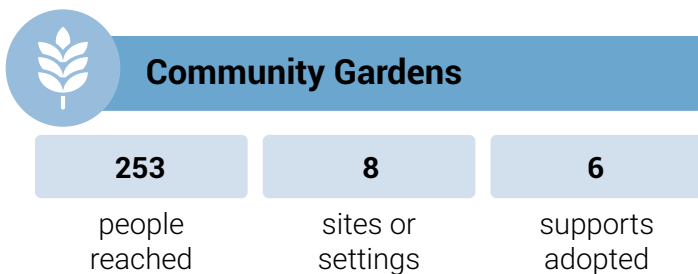 Community Gardens
253
people
reached
8
sites or
settings
6
supports
adopted